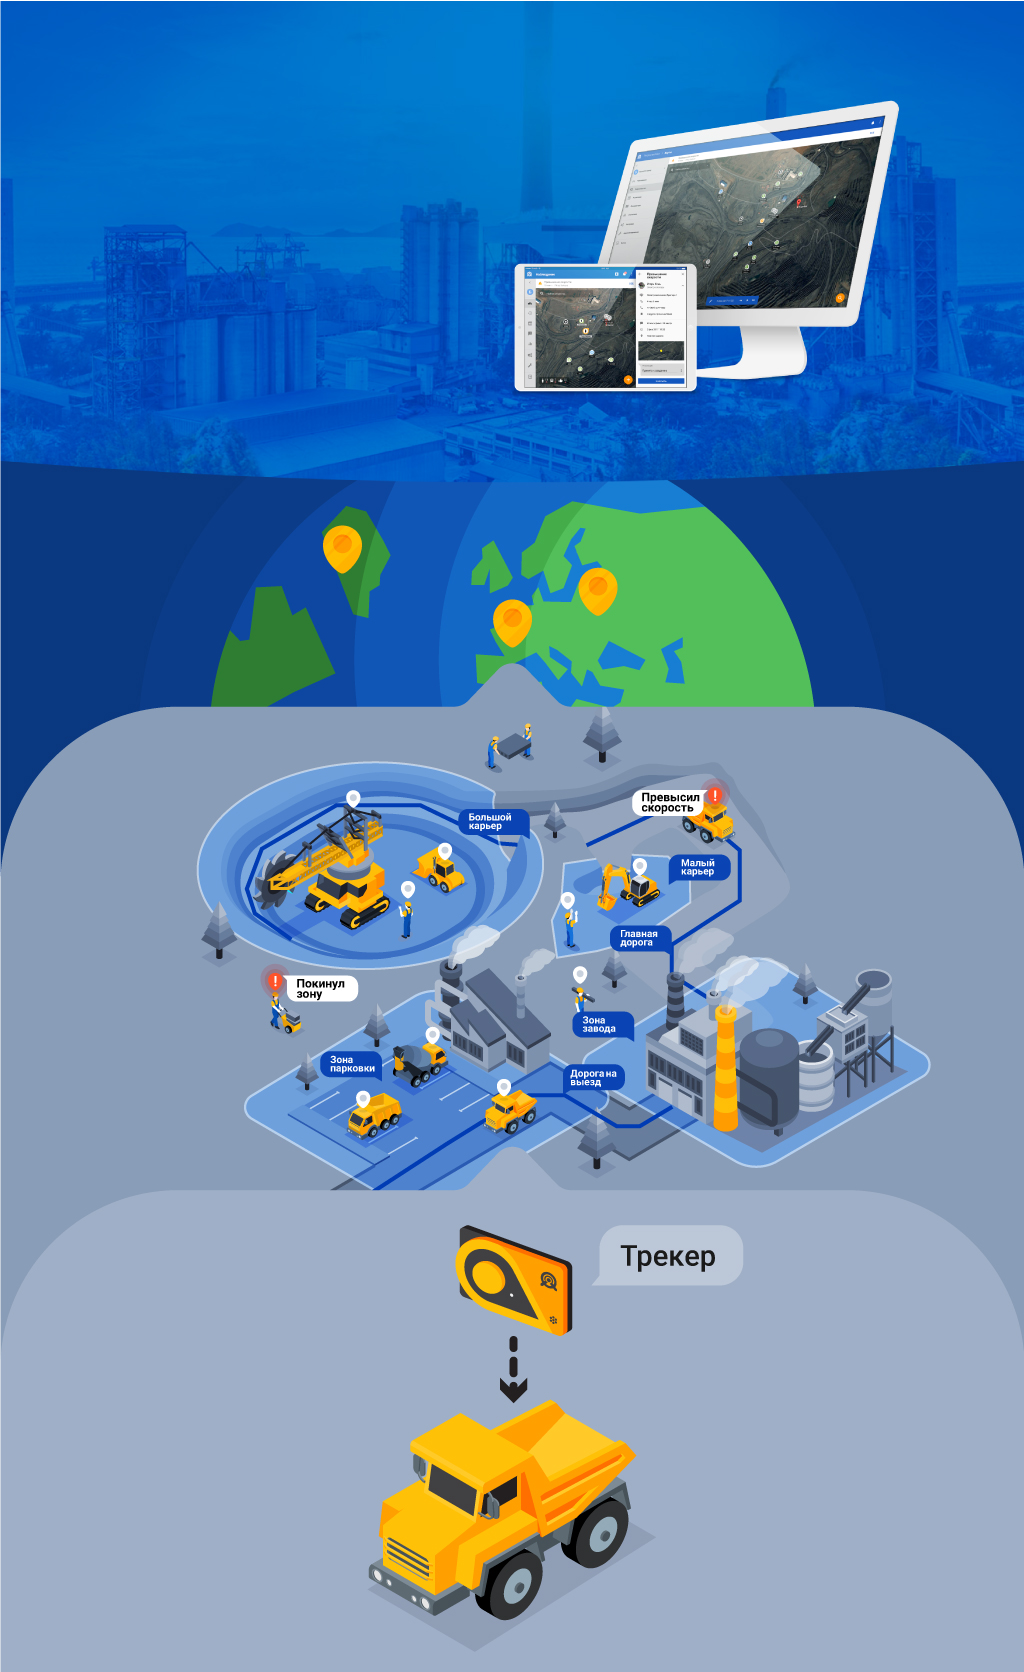 Превысил
скорость
Большой
карьер
Малый
карьер
Главная
дорога
Покинул
зону
Зона
завода
Зона
парковки
Дорога на
выезд
Трекер